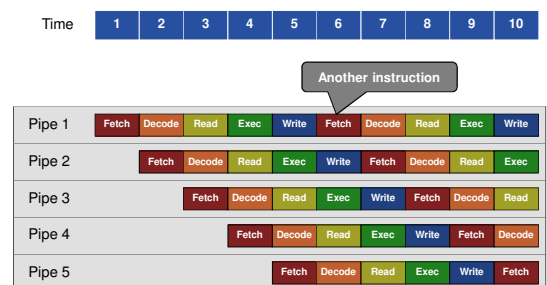 Time 1 2 3 4 5 6 7 8 9 10
Another instruction
Pipe 1 Fetch Decode Read Exec Write Fetch Decode Read Exec Write
Pipe 2 Fetch Decode Read Exec Write Fetch Decode Read Exec
Pipe 3 Fetch Decode Read Exec Write Fetch Decode Read
Pipe 4 Fetch Decode Read Exec Write Fetch Decode
Pipe 5 Fetch Decode Read Exec Write Fetch